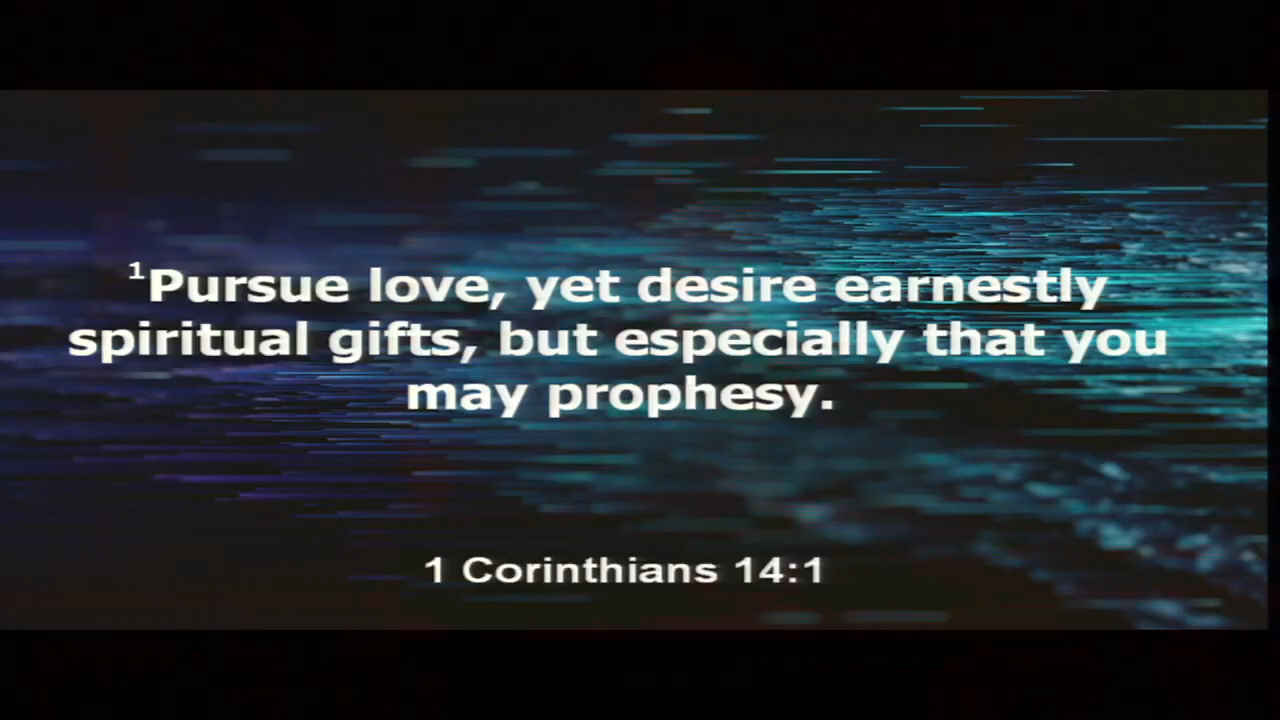 ¹Pursue love, yet desire earnestly
spiritual gifts, but especially that you
may prophesy.
1 Corinthians 14:1